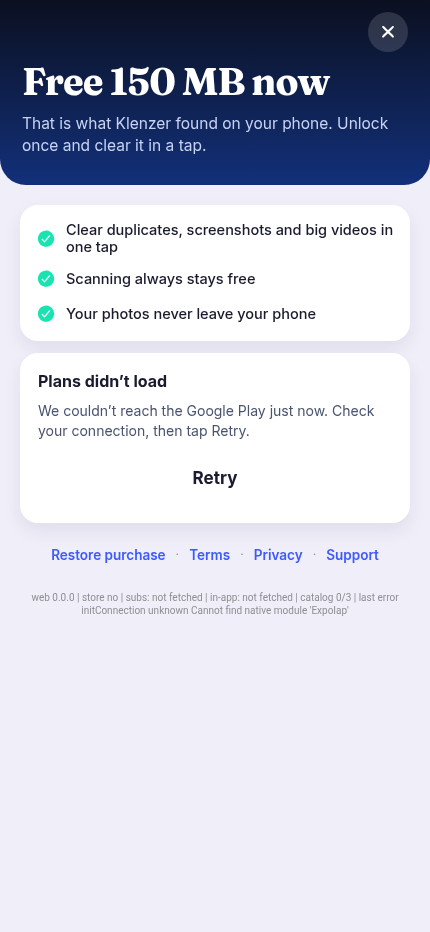 Free 150 MB now
That is what Klenzer found on your phone. Unlock
once and clear it in a tap.
Clear duplicates, screenshots and big videos in
one tap
Scanning always stays free
Your photos never leave your phone
Plans didn’t load
We couldn’t reach the Google Play just now. Check
your connection, then tap Retry.
Retry
Restore purchase · Terms · Privacy · Support
web 0.0.0 | store no | subs: not fetched | in-app: not fetched | catalog 0/3 | last error
initConnection unknown Cannot find native module 'ExpoIap'